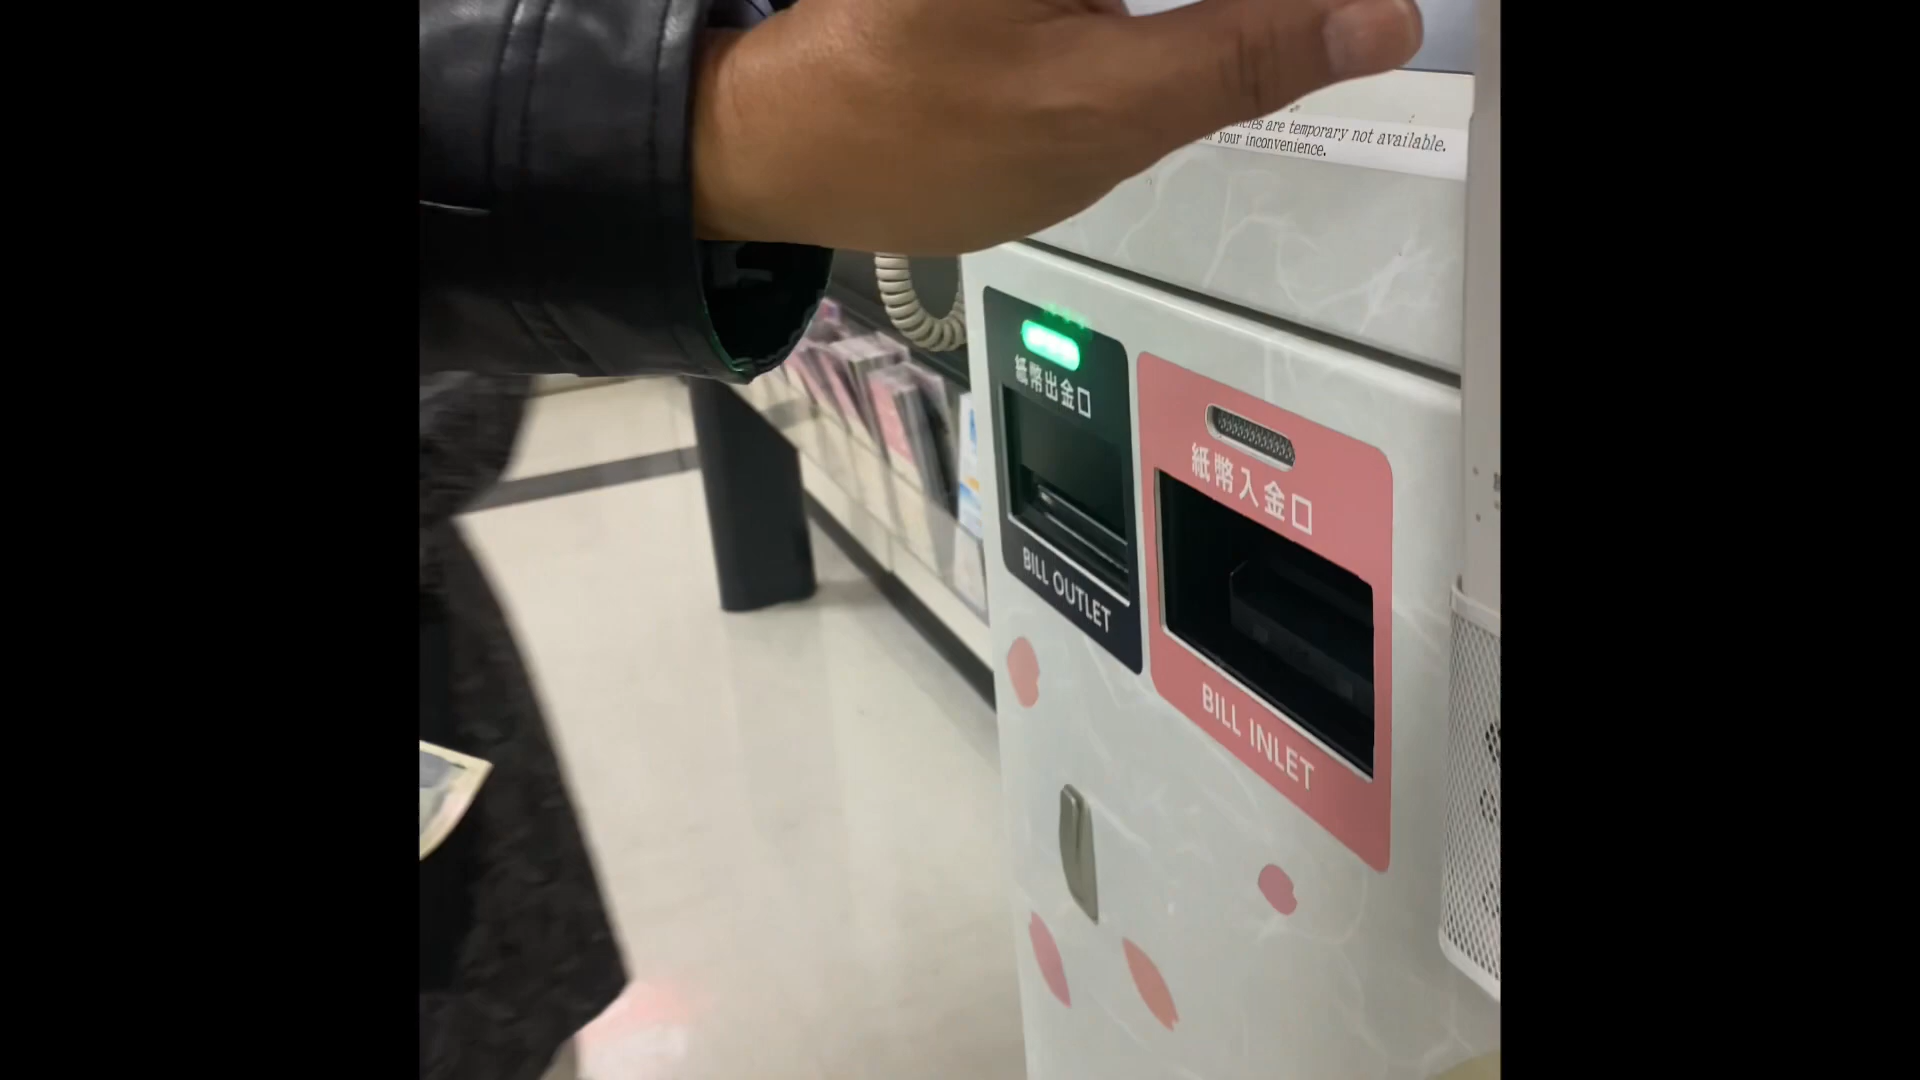 are temporary not available.
your inconvenience.
紙幣出金口
BILL OUTLET
紙幣入金口
BILL INLET